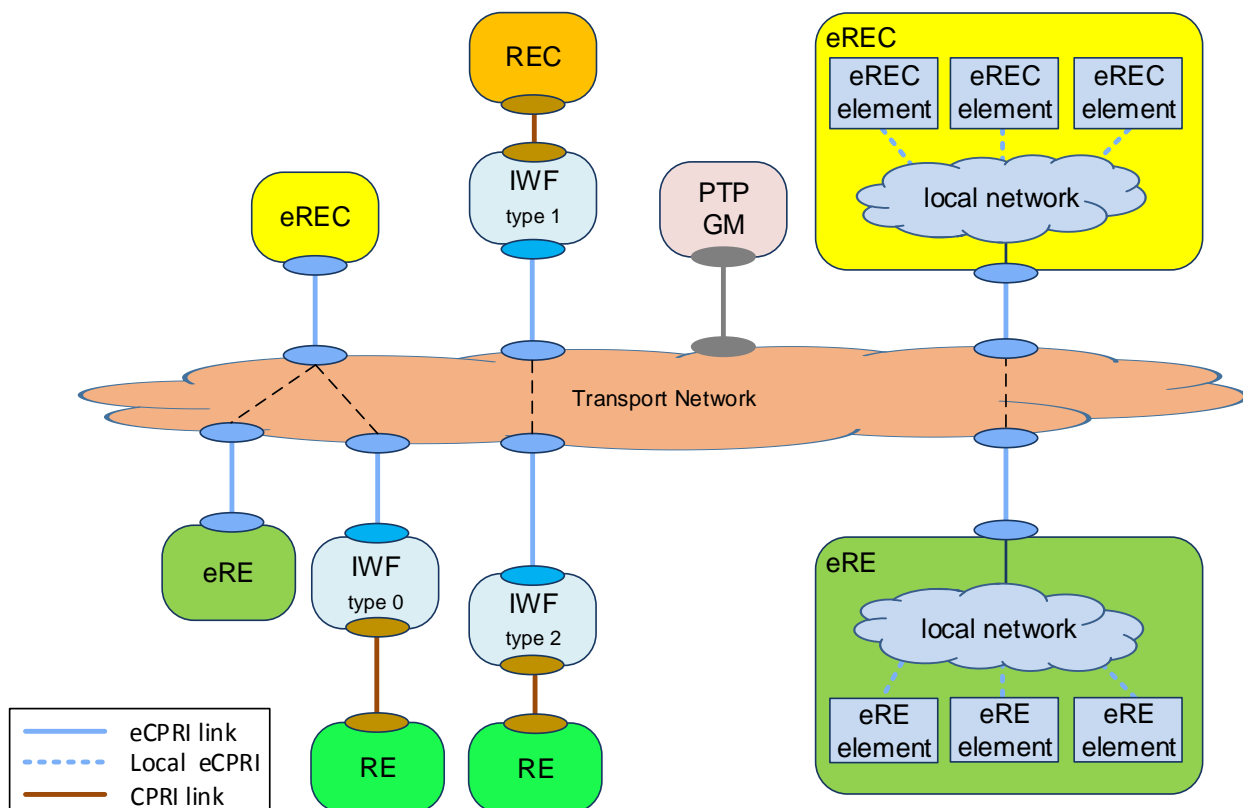 REC
eREC
eREC
element
eREC
element
eREC
element
IWF
type 1
PTP
GM
eREC
local network
Transport Network
eRE
IWF
type 0
IWF
type 2
eRE
local network
eRE
element
eRE
element
eRE
element
RE
RE
eCPRI link
Local eCPRI
CPRI link